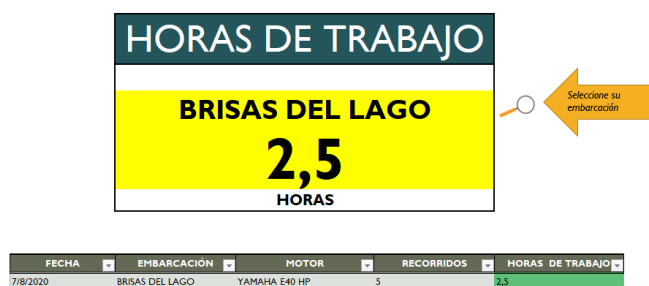 HORAS DE TRABAJO
BRISAS DEL LAGO
2,5
HORAS
Seleccione su
embarcación
FECHA EMBARCACIÓN MOTOR RECORRIDOS HORAS DE TRABAJO
7/8/2020 BRISAS DEL LAGO YAMAHA E40 HP 5 2,5